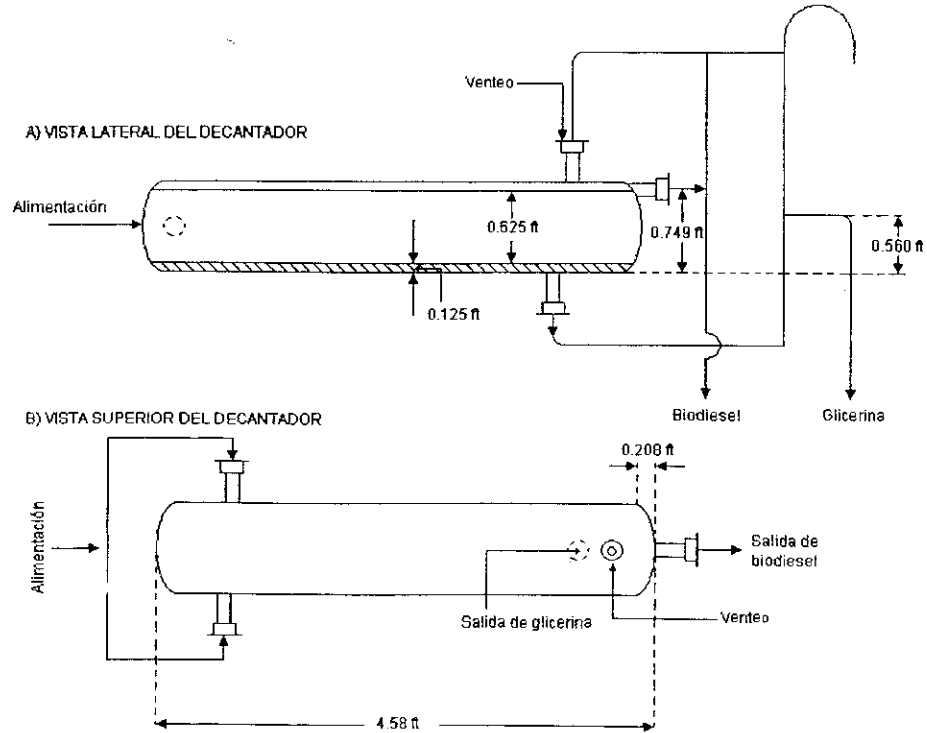 Venteo
A) VISTA LATERAL DEL DECANTADOR
Alimentación
0.625 ft
0.749 ft
0.560 ft
0.125 ft
Biodiesel
Glicerina
B) VISTA SUPERIOR DEL DECANTADOR
0.208 ft
Alimentación
Salida de
biodiesel
Salida de glicerina
Venteo
4.58 ft